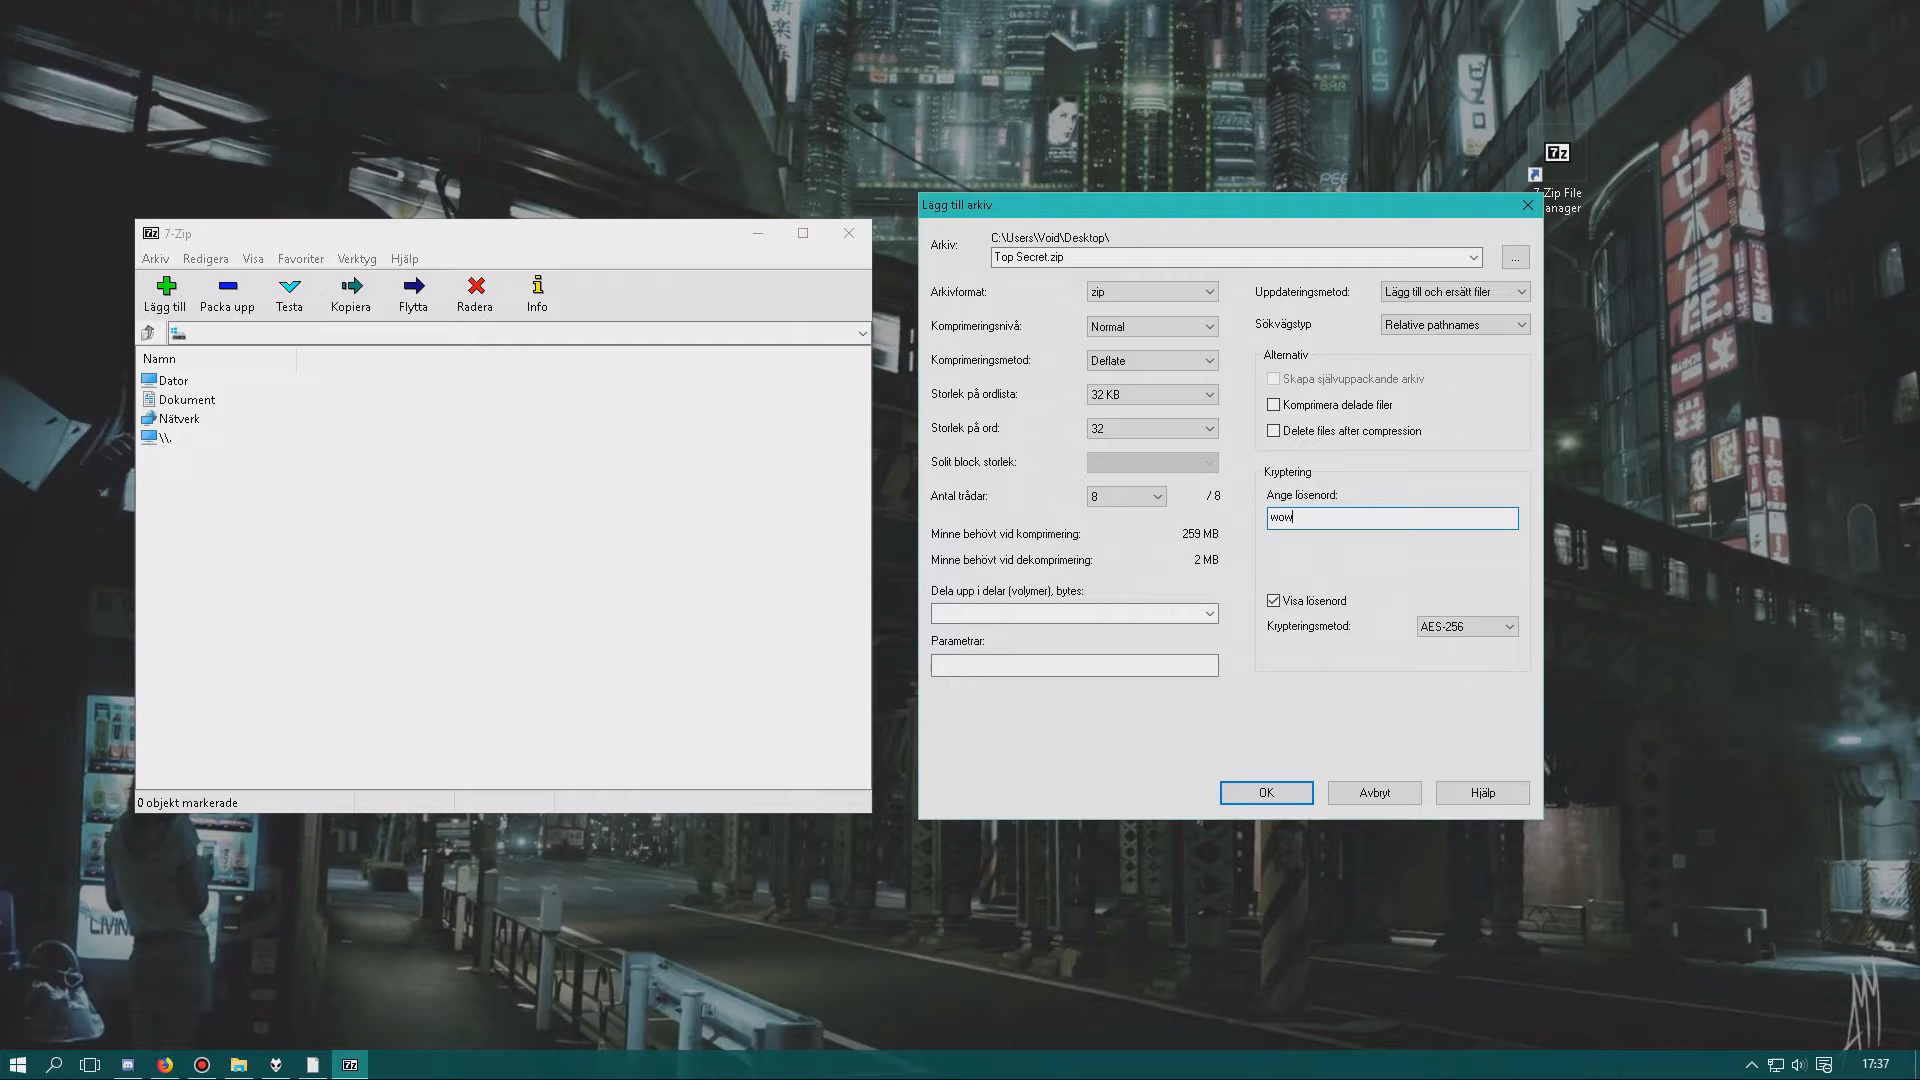 7-Zip
Arkiv Redigera Visa Favoriter Verktyg Hjälp
Lägg till Packa upp Testa Kopiera Flytta Radera Info
Namn
Dator
Dokument
Nätverk
\\.
0 objekt markerade
Lägg till arkiv
Arkiv:
C:\Users\Void\Desktop\
Top Secret.zip
...
Arkivformat: zip
Komprimeringsnivå: Normal
Komprimeringsmetod: Deflate
Storlek på ordlista: 32 KB
Storlek på ord: 32
Solit block storlek:
Antal trådar: 8 / 8
Minne behövt vid komprimering: 259 MB
Minne behövt vid dekomprimering: 2 MB
Dela upp i delar (volymer), bytes:
Parametrar:
Uppdateringsmetod: Lägg till och ersätt filer
Sökvägstyp Relative pathnames
Alternativ
Skapa självuppackande arkiv
Komprimera delade filer
Delete files after compression
Kryptering
Ange lösenord:
wow
Visa lösenord
Krypteringsmetod: AES-256
OK Avbryt Hjälp
7z
Zip File
anager
BAR
LIVIN
17:37